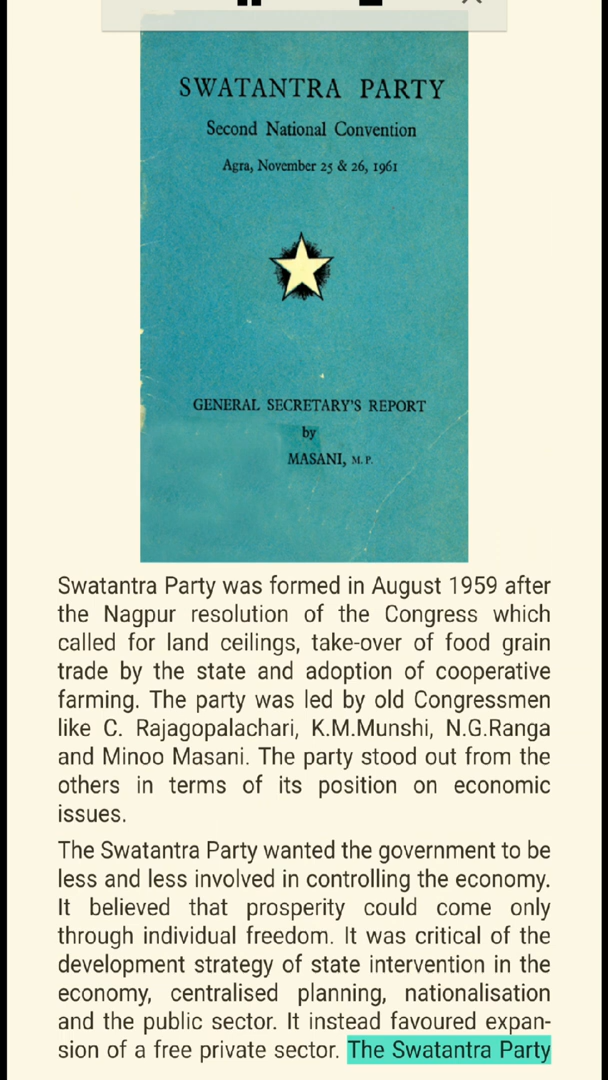 SWATANTRA PARTY
Second National Convention
Agra, November 25 & 26, 1961
GENERAL SECRETARY'S REPORT
by
MASANI, M.P.
Swatantra Party was formed in August 1959 after
the Nagpur resolution of the Congress which
called for land ceilings, take-over of food grain
trade by the state and adoption of cooperative
farming. The party was led by old Congressmen
like C. Rajagopalachari, K.M.Munshi, N.G.Ranga
and Minoo Masani. The party stood out from the
others in terms of its position on economic
issues.
The Swatantra Party wanted the government to be
less and less involved in controlling the economy.
It believed that prosperity could come only
through individual freedom. It was critical of the
development strategy of state intervention in the
economy, centralised planning, nationalisation
and the public sector. It instead favoured expan-
sion of a free private sector. The Swatantra Party